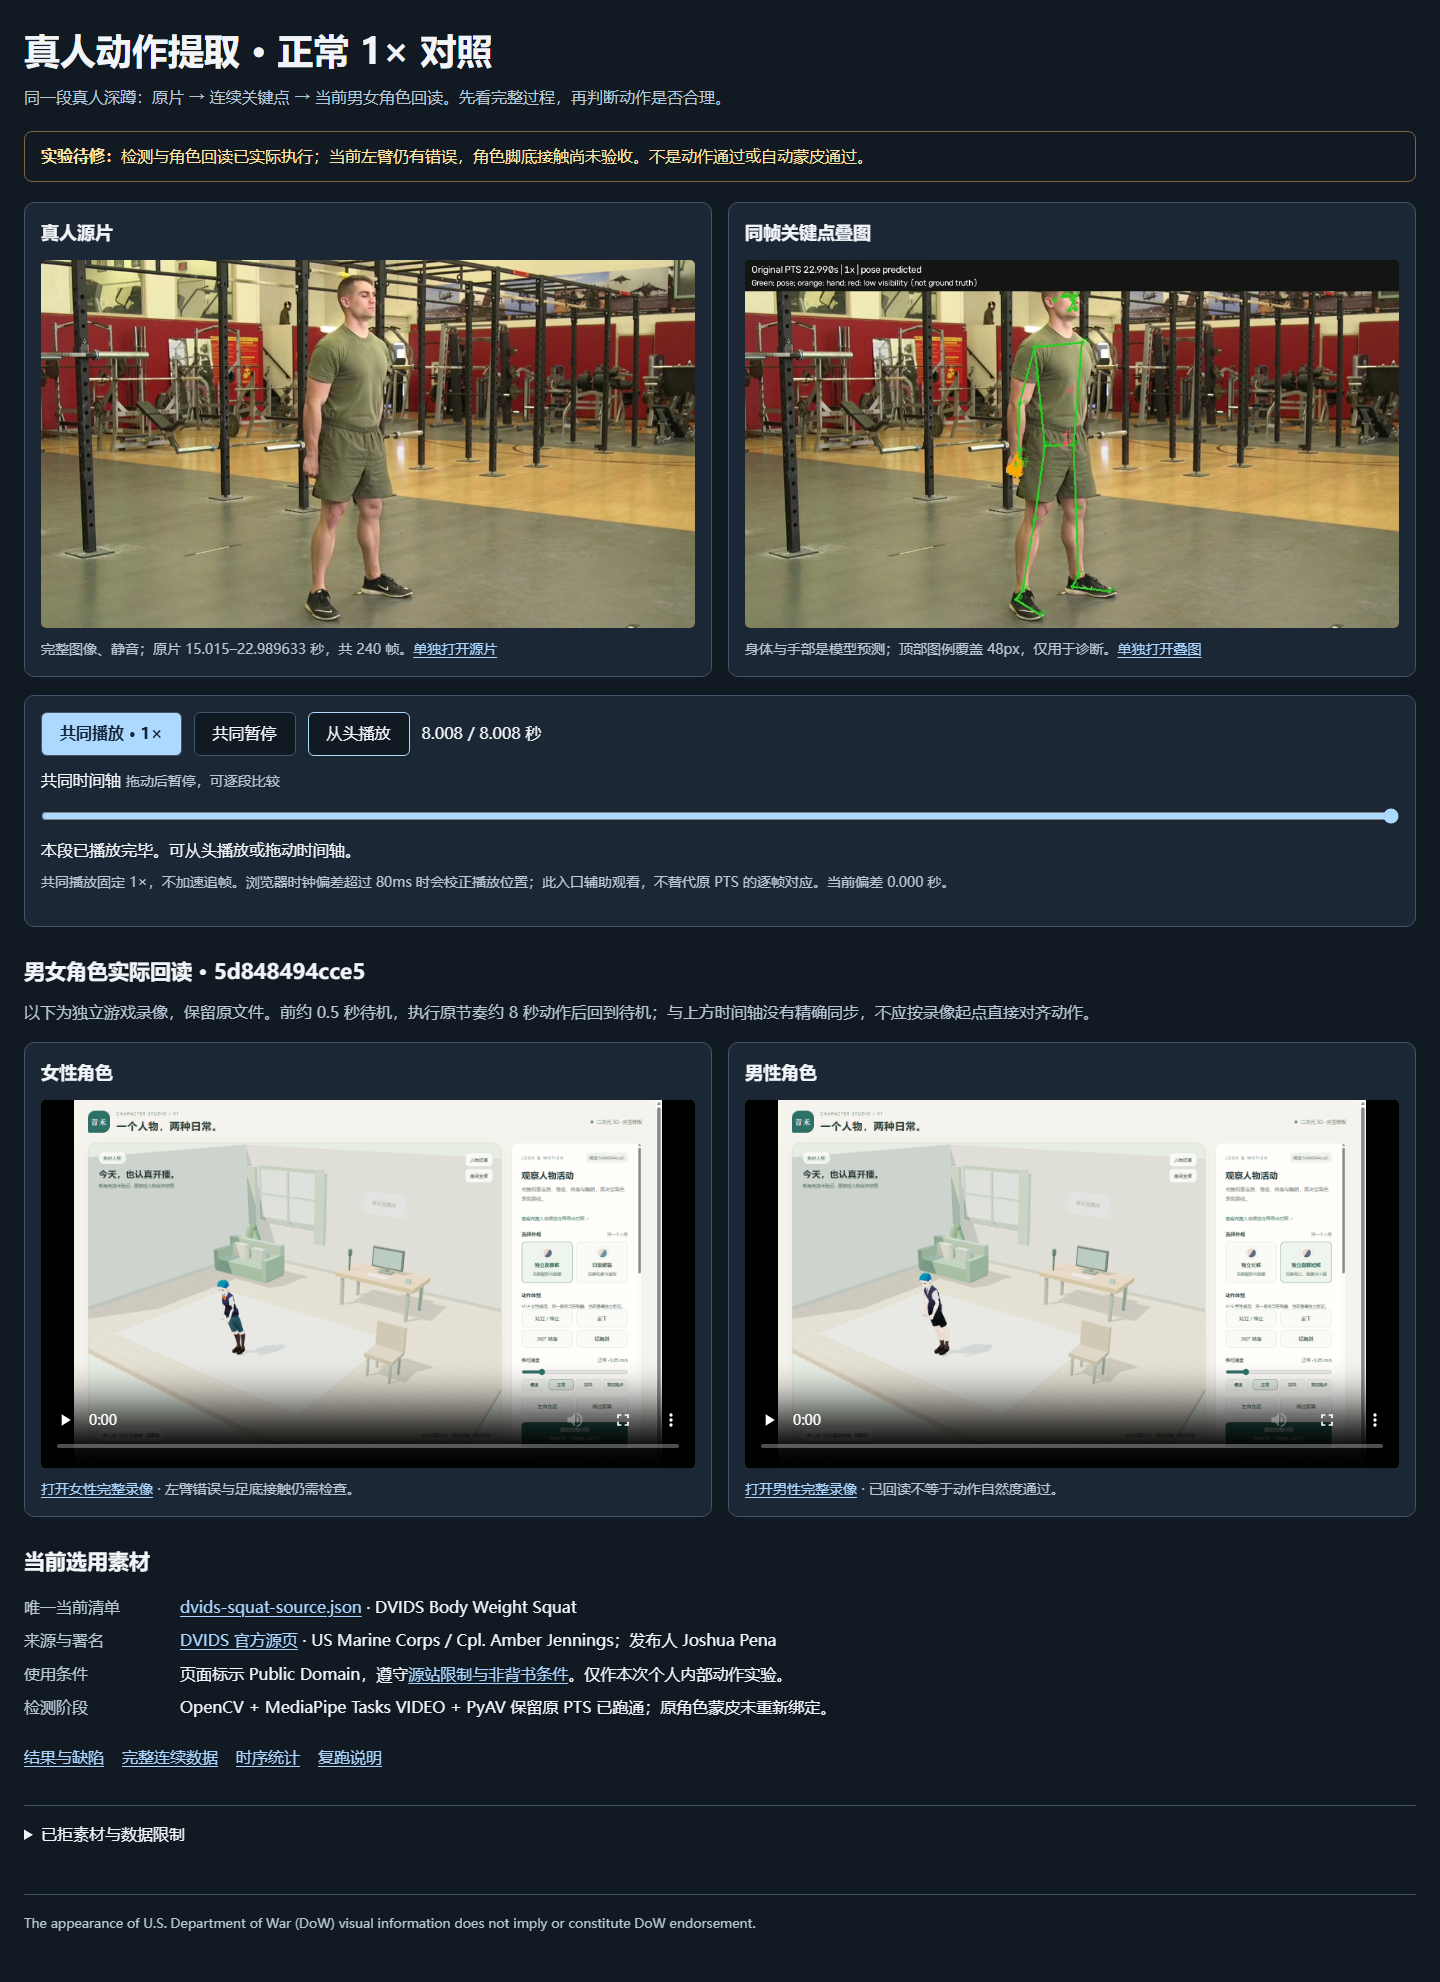 真人动作提取 • 正常 1× 对照
同一段真人深蹲：原片 → 连续关键点 → 当前男女角色回读。先看完整过程，再判断动作是否合理。
实验待修：检测与角色回读已实际执行；当前左臂仍有错误，角色脚底接触尚未验收。不是动作通过或自动蒙皮通过。
真人源片
同帧关键点叠图
Original PTS 22.990s | 1x | pose predicted
Green: pose; orange: hand; red: low visibility (not ground truth)
完整图像、静音；原片 15.015–22.989633 秒，共 240 帧。单独打开源片
身体与手部是模型预测；顶部图例覆盖 48px，仅用于诊断。单独打开叠图
共同播放 • 1×
共同暂停
从头播放
8.008 / 8.008 秒
共同时间轴 拖动后暂停，可逐段比较
本段已播放完毕。可从头播放或拖动时间轴。
共同播放固定 1×，不加速追帧。浏览器时钟偏差超过 80ms 时会校正播放位置；此入口辅助观看，不替代原 PTS 的逐帧对应。当前偏差 0.000 秒。
男女角色实际回读 • 5d848494cce5
以下为独立游戏录像，保留原文件。前约 0.5 秒待机，执行原节奏约 8 秒动作后回到待机；与上方时间轴没有精确同步，不应按录像起点直接对齐动作。
女性角色
男性角色
CHARACTER STUDIO / 01
一个人物，两种日常。
今天，也认真开播。
LOOK & MOTION
观察人物活动
站立 / 停止
坐下
0:00
CHARACTER STUDIO / 01
一个人物，两种日常。
今天，也认真开播。
LOOK & MOTION
观察人物活动
站立 / 停止
坐下
0:00
打开女性完整录像 · 左臂错误与足底接触仍需检查。
打开男性完整录像 · 已回读不等于动作自然度通过。
当前选用素材
唯一当前清单
dvids-squat-source.json · DVIDS Body Weight Squat
来源与署名
DVIDS 官方源页 · US Marine Corps / Cpl. Amber Jennings；发布人 Joshua Pena
使用条件
页面标示 Public Domain，遵守源站限制与非背书条件。仅作本次个人内部动作实验。
检测阶段
OpenCV + MediaPipe Tasks VIDEO + PyAV 保留原 PTS 已跑通；原角色蒙皮未重新绑定。
结果与缺陷
完整连续数据
时序统计
复跑说明
已拒素材与数据限制
The appearance of U.S. Department of War (DoW) visual information does not imply or constitute DoW endorsement.